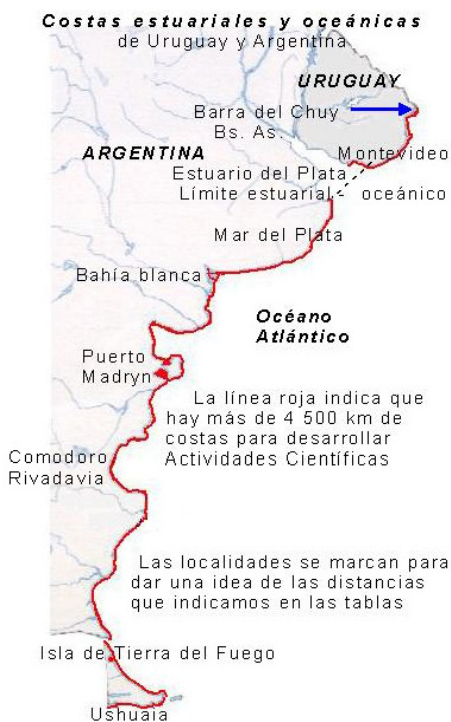 Costas estuariales y oceánicas
de Uruguay y Argentina
URUGUAY
Barra del Chuy
Bs. As.
ARGENTINA
Montevideo
Estuario del Plata
Límite estuarial - oceánico
Mar del Plata
Bahía blanca
Océano
Atlántico
Puerto
Madryn
La línea roja indica que
hay más de 4 500 km de
costas para desarrollar
Actividades Científicas
Comodoro
Rivadavia
Las localidades se marcan para
dar una idea de las distancias
que indicamos en las tablas
Isla de Tierra del Fuego
Ushuaia